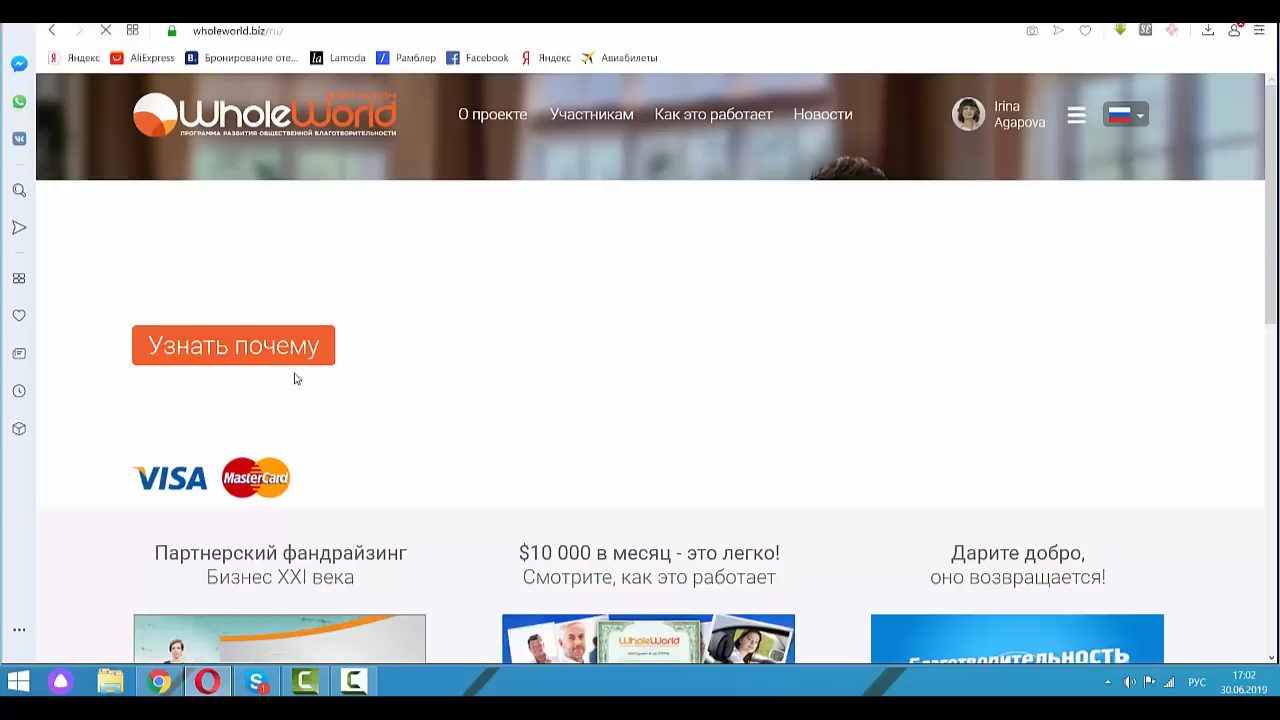 wholeworld.biz/ru/
Яндекс AliExpress Бронирование оте... Lamoda Рамблер Facebook Яндекс Авиабилеты
WholeWorld
ПРОГРАММА РАЗВИТИЯ ОБЩЕСТВЕННОЙ БЛАГОТВОРИТЕЛЬНОСТИ
О проекте Участникам Как это работает Новости
Irina
Agapova
Узнать почему
VISA MasterCard
Партнерский фандрайзинг
Бизнес XXI века
$10 000 в месяц - это легко!
Смотрите, как это работает
Дарите добро,
оно возвращается!
WholeWorld
Благотворительность
РУС
17:02
30.06.2019